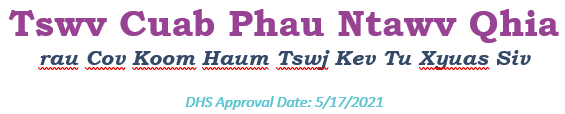 Tswv Cuab Phau Ntawv Qhia
rau Cov Koom Haum Tswj Kev Tu Xyuas Siv
DHS Approval Date: 5/17/2021